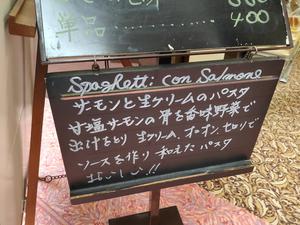 単品 400
Spaghetti con Salmone
サーモンと生クリームのパスタ
甘塩サーモンの骨を香味野菜で
出汁をとり 生クリーム、オニオン、セロリで
ソースを作り 和えたパスタ
おいしい!!